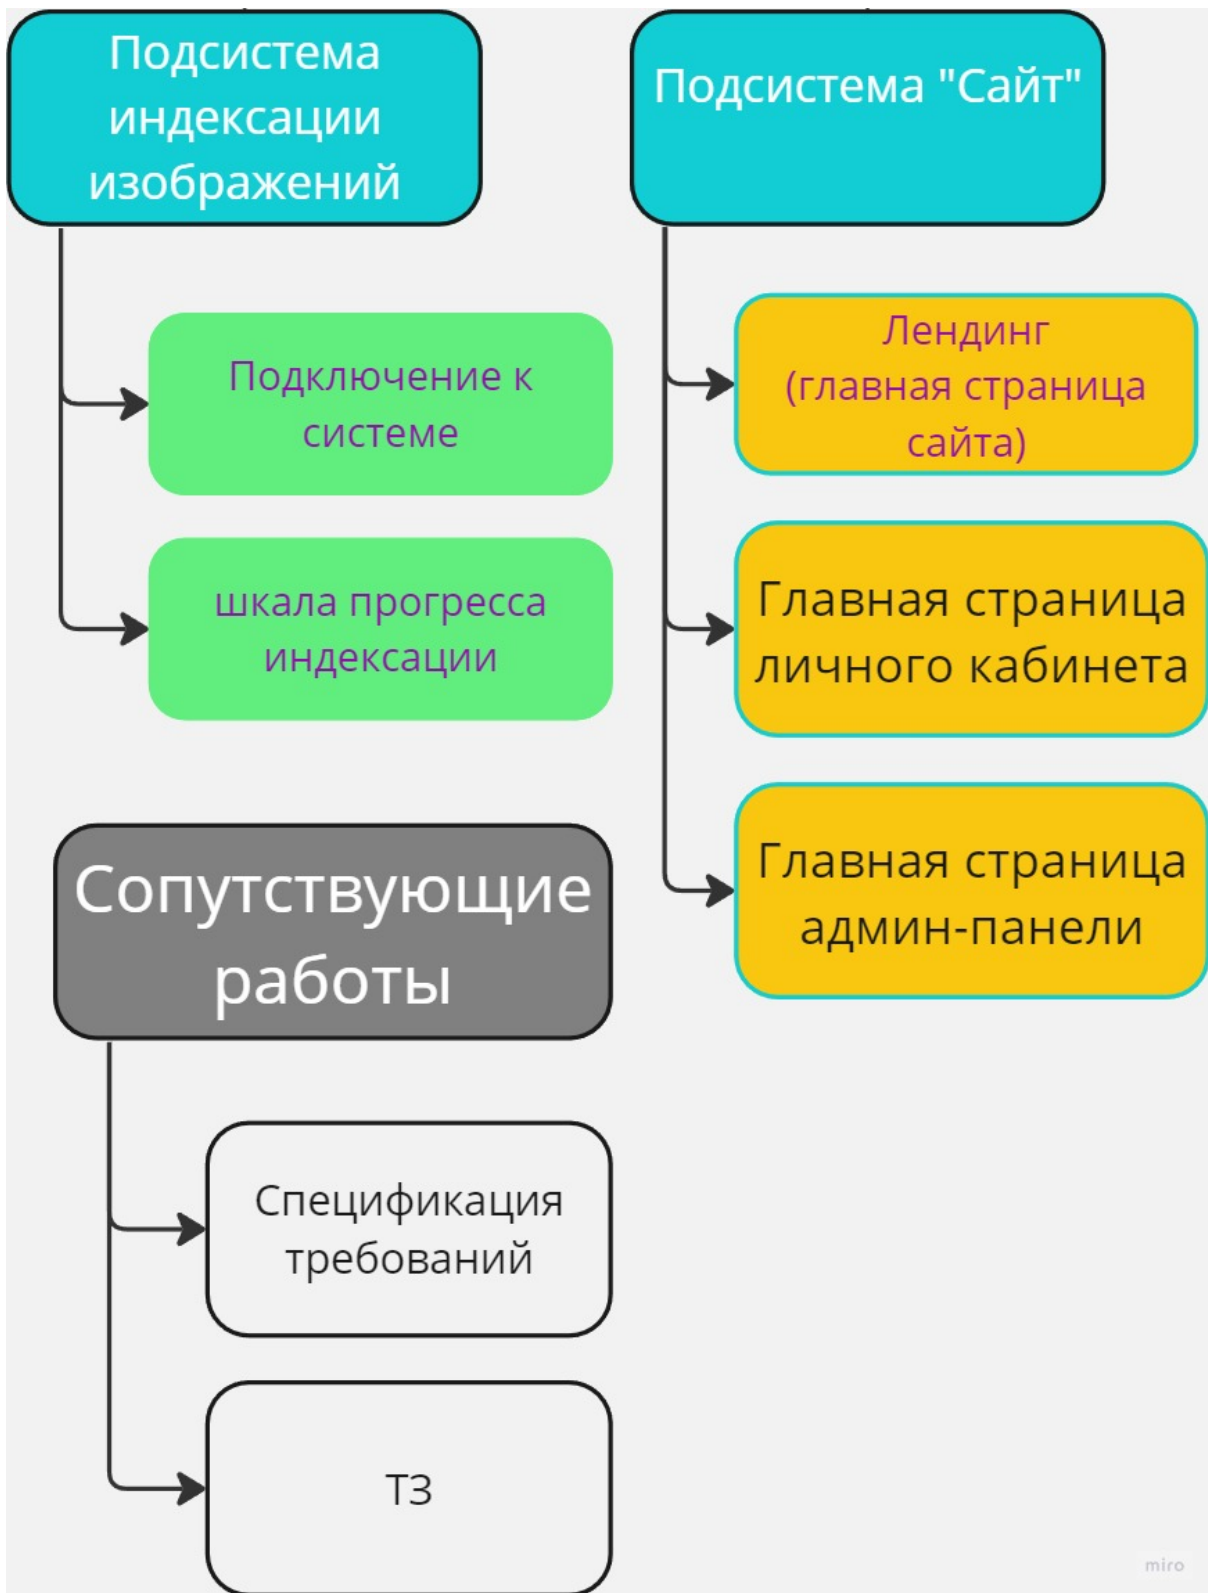 Подсистема
индексации
изображений
Подключение к
системе
шкала прогресса
индексации
Подсистема "Сайт"
Лендинг
(главная страница
сайта)
Главная страница
личного кабинета
Главная страница
админ-панели
Сопутствующие
работы
Спецификация
требований
ТЗ
miro